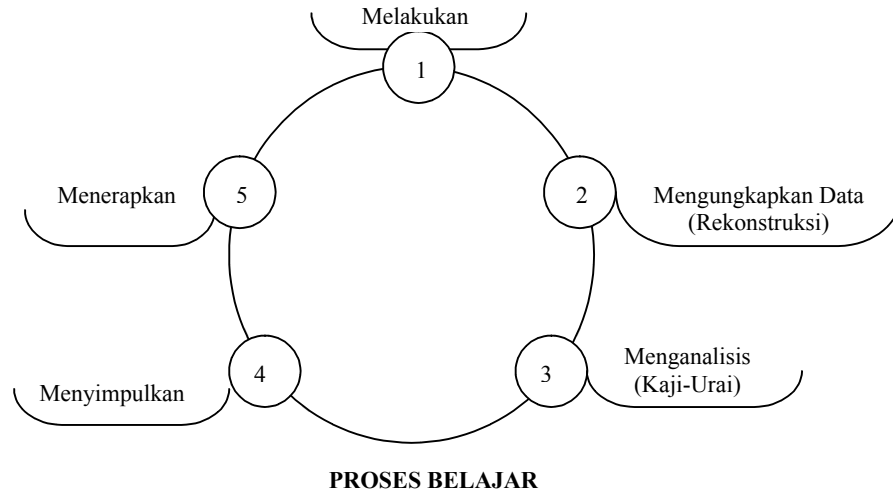 Melakukan
1
Menerapkan
5
2
Mengungkapkan Data
(Rekonstruksi)
Menyimpulkan
4
3
Menganalisis
(Kaji-Urai)
PROSES BELAJAR